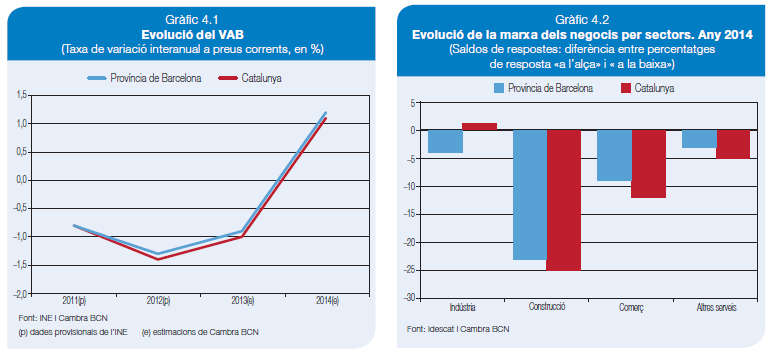 Gràfic 4.1
Evolució del VAB
(Taxa de variació interanual a preus corrents, en %)
Província de Barcelona
Catalunya
1,5
1,0
0,5
0,0
-0,5
-1,0
-1,5
-2,0
2011(p)
2012(p)
2013(e)
2014(e)
Font: INE i Cambra BCN
(p) dades provisionals de l'INE (e) estimacions de Cambra BCN
Gràfic 4.2
Evolució de la marxa dels negocis per sectors. Any 2014
(Saldos de respostes: diferència entre percentatges
de resposta «a l'alça» i « a la baixa»)
Província de Barcelona
Catalunya
5
0
-5
-10
-15
-20
-25
-30
Indústria
Construcció
Comerç
Altres serveis
Font: Idescat i Cambra BCN